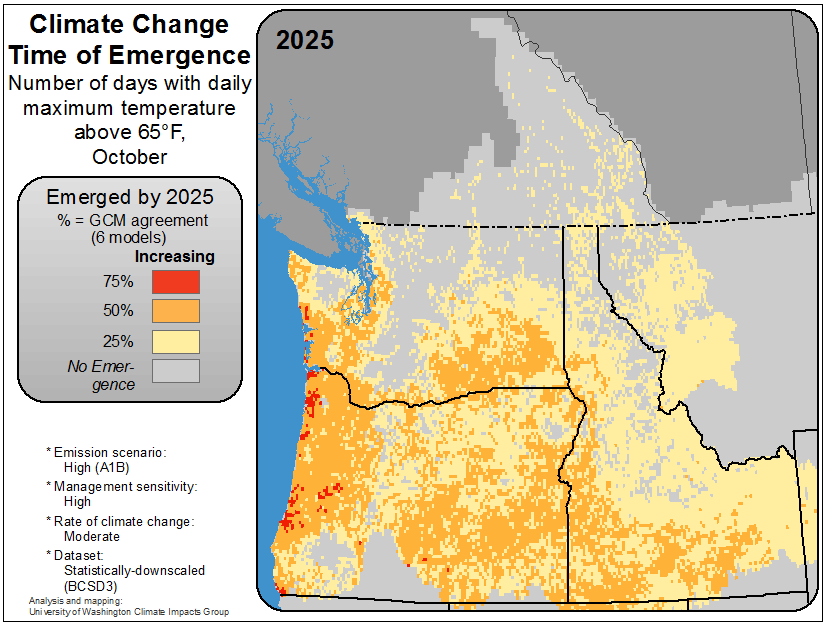 Climate Change
Time of Emergence
Number of days with daily
maximum temperature
above 65°F,
October
2025
Emerged by 2025
% = GCM agreement
(6 models)
Increasing
75%
50%
25%
No Emer-
gence
* Emission scenario:
High (A1B)
* Management sensitivity:
High
* Rate of climate change:
Moderate
* Dataset:
Statistically-downscaled
(BCSD3)
Analysis and mapping:
University of Washington Climate Impacts Group